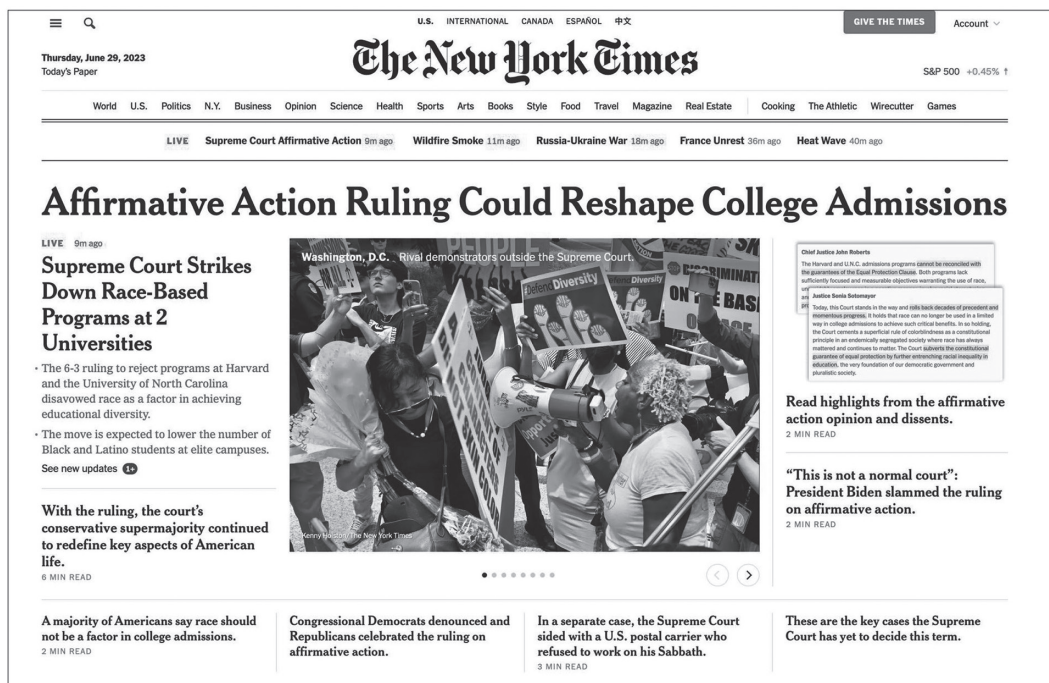 U.S. INTERNATIONAL CANADA ESPAÑOL 中文
GIVE THE TIMES
Account
Thursday, June 29, 2023
Today's Paper
The New York Times
S&P 500 +0.45% ↑
World U.S. Politics N.Y. Business Opinion Science Health Sports Arts Books Style Food Travel Magazine Real Estate Cooking The Athletic Wirecutter Games
LIVE Supreme Court Affirmative Action 9m ago Wildfire Smoke 11m ago Russia-Ukraine War 18m ago France Unrest 36m ago Heat Wave 40m ago
Affirmative Action Ruling Could Reshape College Admissions
LIVE 9m ago
Supreme Court Strikes
Down Race-Based
Programs at 2
Universities
• The 6-3 ruling to reject programs at Harvard
and the University of North Carolina
disavowed race as a factor in achieving
educational diversity.
• The move is expected to lower the number of
Black and Latino students at elite campuses.
See new updates 1+
With the ruling, the court's
conservative supermajority continued
to redefine key aspects of American
life.
6 MIN READ
PEOPLE
Washington, D.C. Rival demonstrators outside the Supreme Court.
Defend Diversity
DISCRIMINATI
ON THE BASI
RACE
Kenny Holston/The New York Times
Chief Justice John Roberts
The Harvard and U.N.C. admissions programs cannot be reconciled with
the guarantees of the Equal Protection Clause. Both programs lack
sufficiently focused and measurable objectives warranting the use of race,
Justice Sonia Sotomayor
Today, this Court stands in the way and rolls back decades of precedent and
momentous progress. It holds that race can no longer be used in a limited
way in college admissions to achieve such critical benefits. In so holding,
the Court cements a superficial rule of colorblindness as a constitutional
principle in an endemically segregated society where race has always
mattered and continues to matter. The Court subverts the constitutional
guarantee of equal protection by further entrenching racial inequality in
education, the very foundation of our democratic government and
pluralistic society.
Read highlights from the affirmative
action opinion and dissents.
2 MIN READ
“This is not a normal court”:
President Biden slammed the ruling
on affirmative action.
2 MIN READ
A majority of Americans say race should
not be a factor in college admissions.
2 MIN READ
Congressional Democrats denounced and
Republicans celebrated the ruling on
affirmative action.
In a separate case, the Supreme Court
sided with a U.S. postal carrier who
refused to work on his Sabbath.
3 MIN READ
These are the key cases the Supreme
Court has yet to decide this term.